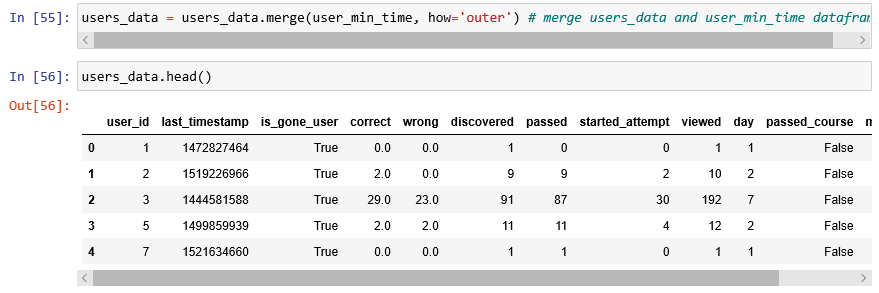 In [55]: users_data = users_data.merge(user_min_time, how='outer') # merge users_data and user_min_time datafram
In [56]: users_data.head()
Out[56]:
user_id last_timestamp is_gone_user correct wrong discovered passed started_attempt viewed day passed_course m
0 1 1472827464 True 0.0 0.0 1 0 0 1 1 False
1 2 1519226966 True 2.0 0.0 9 9 2 10 2 False
2 3 1444581588 True 29.0 23.0 91 87 30 192 7 False
3 5 1499859939 True 2.0 2.0 11 11 4 12 2 False
4 7 1521634660 True 0.0 0.0 1 1 0 1 1 False